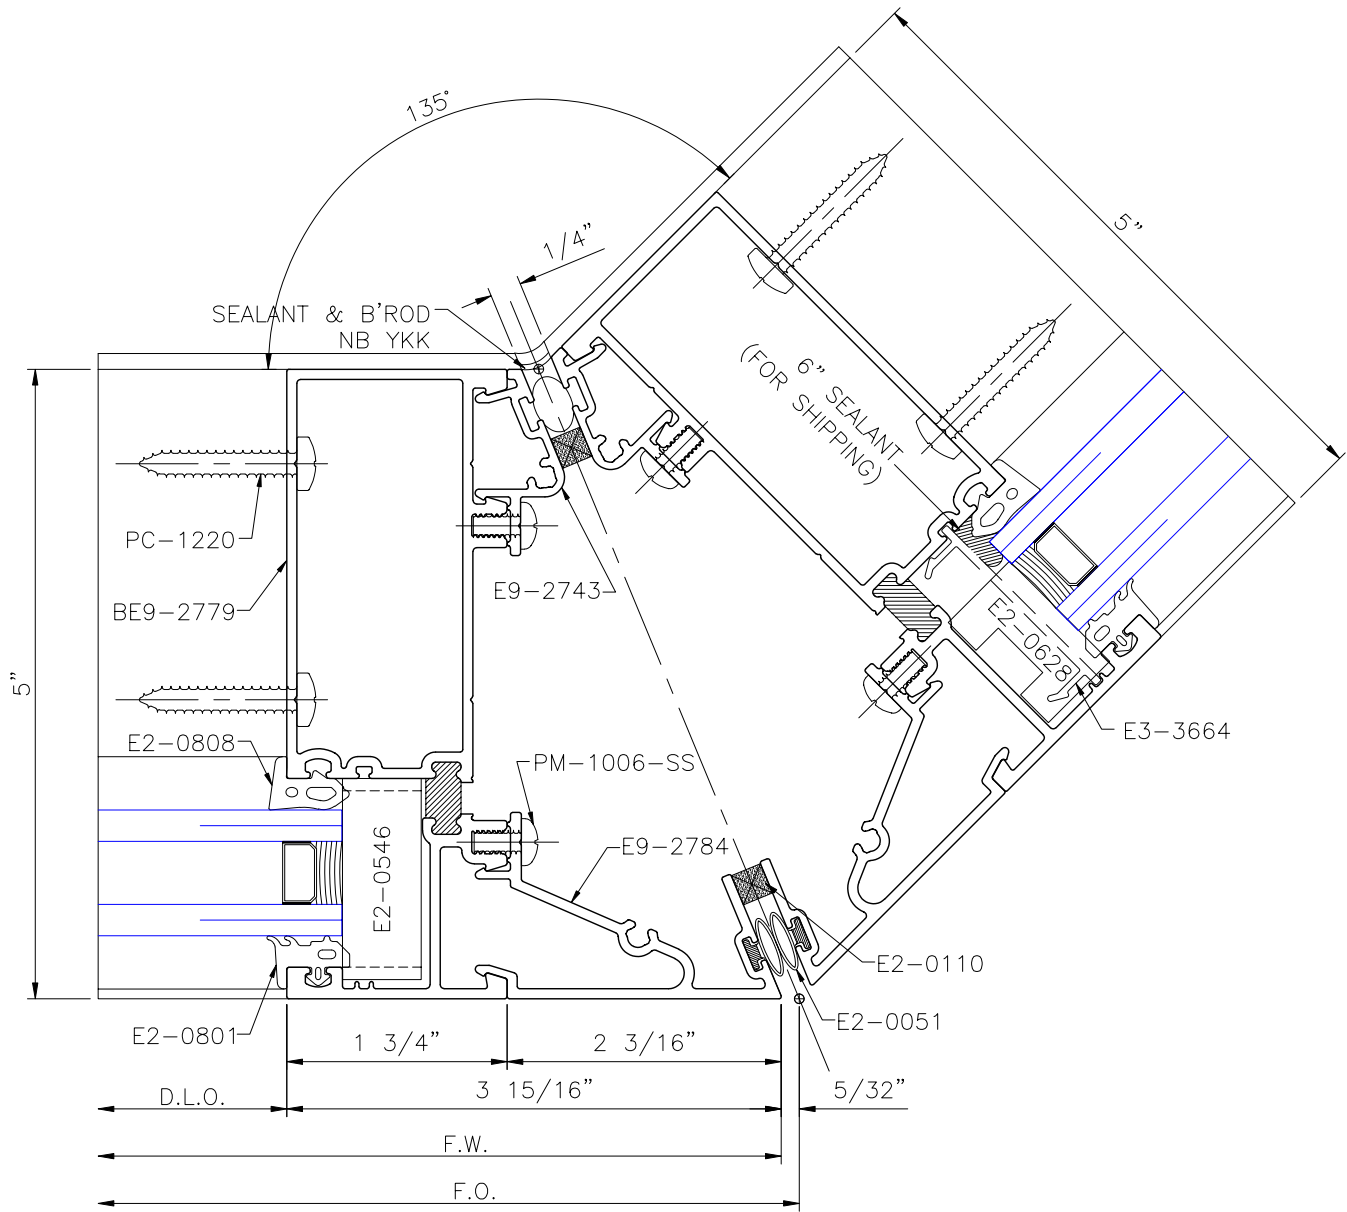 135°
5”
1/4”
SEALANT & B’ROD
NB YKK
6” SEALANT
(FOR SHIPPING)
PC-1220
E9-2743
BE9-2779
E2-0628
5”
E2-0808
E3-3664
PM-1006-SS
E2-0546
E9-2784
E2-0110
E2-0801
E2-0051
1 3/4”
2 3/16”
D.L.O.
3 15/16”
5/32”
F.W.
F.O.